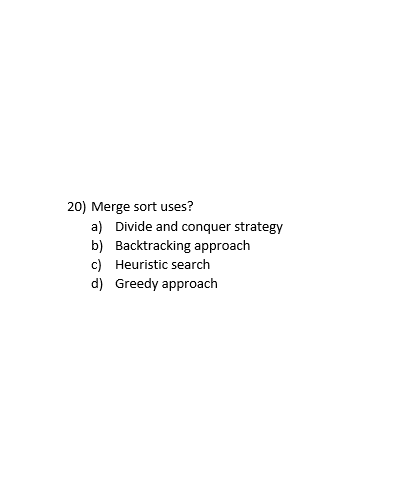 20) Merge sort uses?
a) Divide and conquer strategy
b) Backtracking approach
c) Heuristic search
d) Greedy approach